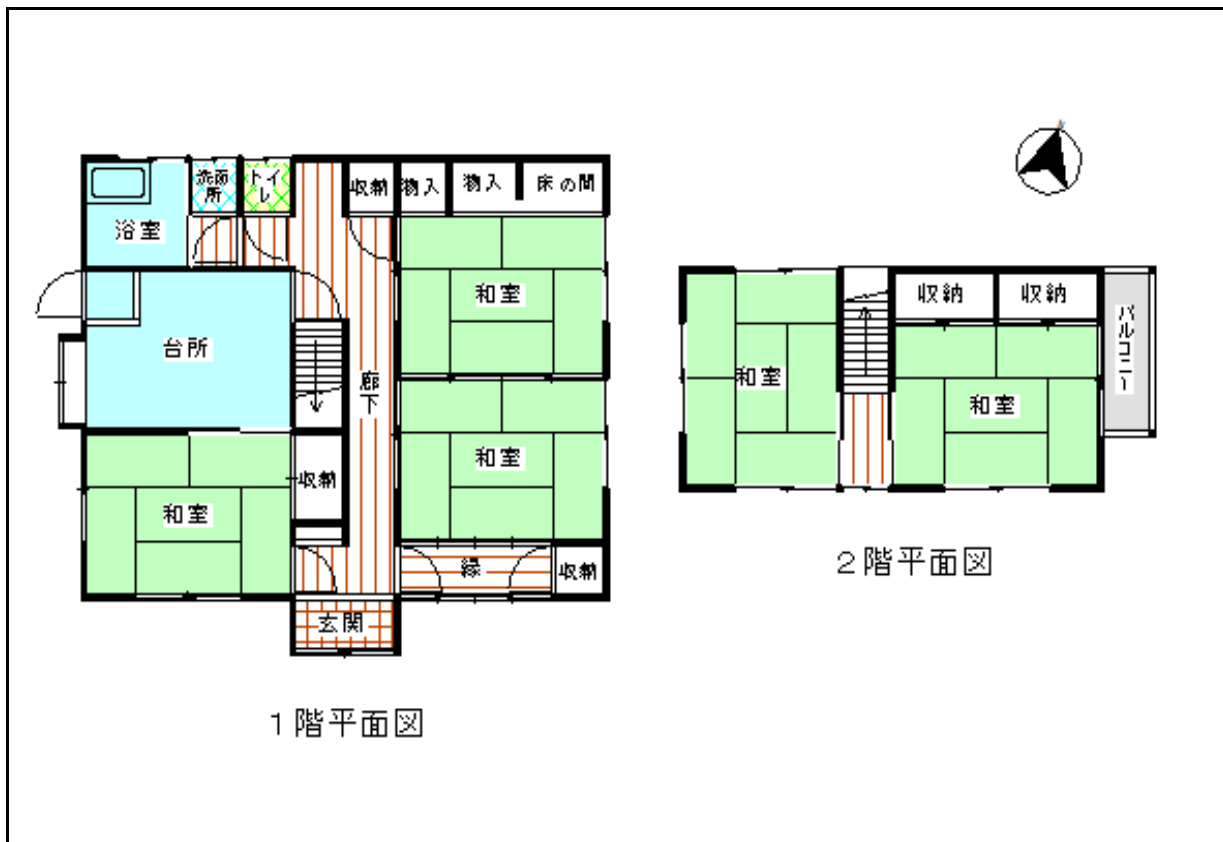 洗面
所
トイ
レ
収納
物入
物入
床の間
浴室
和室
台所
廊
下
和室
収納
和室
縁
収納
玄関
1階平面図
収納
収納
バルコニー
和室
和室
2階平面図